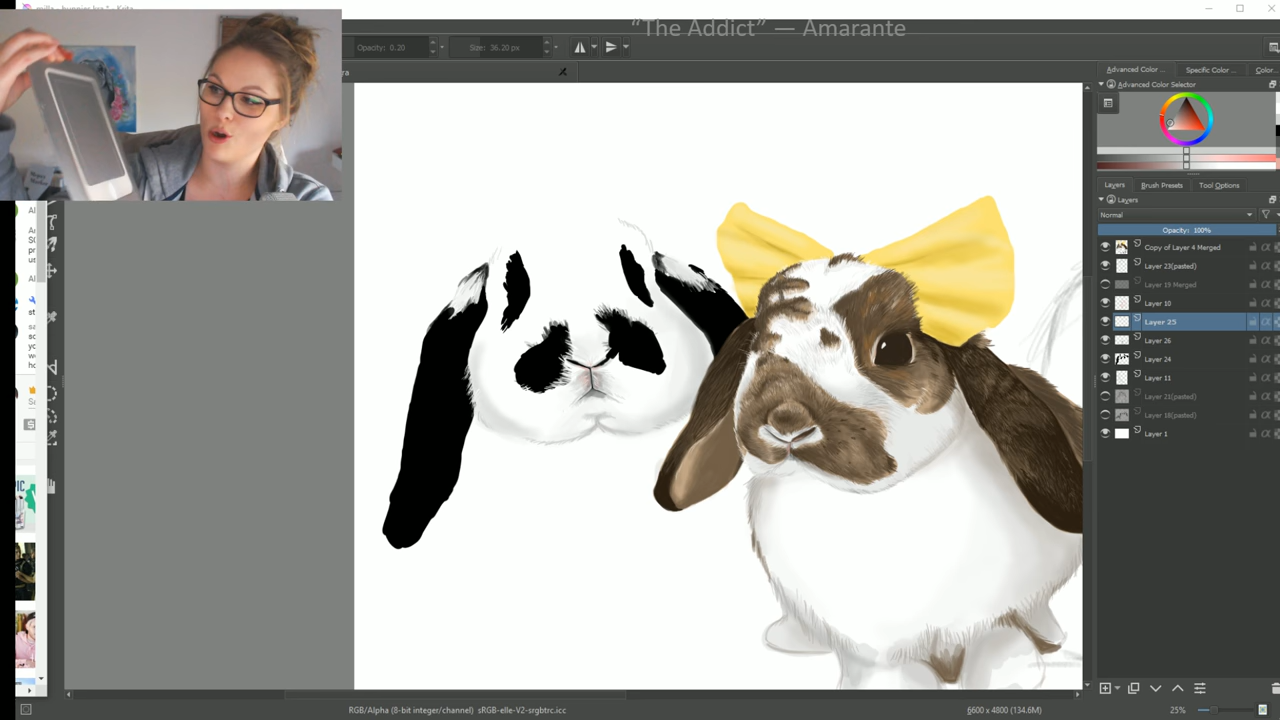 "The Addict" — Amarante
Opacity: 0.20
Size: 36.20 px
Advanced Color ...
Specific Color ...
Color...
Advanced Color Selector
Layers
Brush Presets
Tool Options
Layers
Normal
Opacity: 100%
Copy of Layer 4 Merged
Layer 23(pasted)
Layer 19 Merged
Layer 10
Layer 25
Layer 26
Layer 24
Layer 11
Layer 21(pasted)
Layer 18(pasted)
Layer 1
RGB/Alpha (8-bit integer/channel) sRGB-elle-V2-srgbtrc.icc
6600 x 4800 (134.6M)
25%